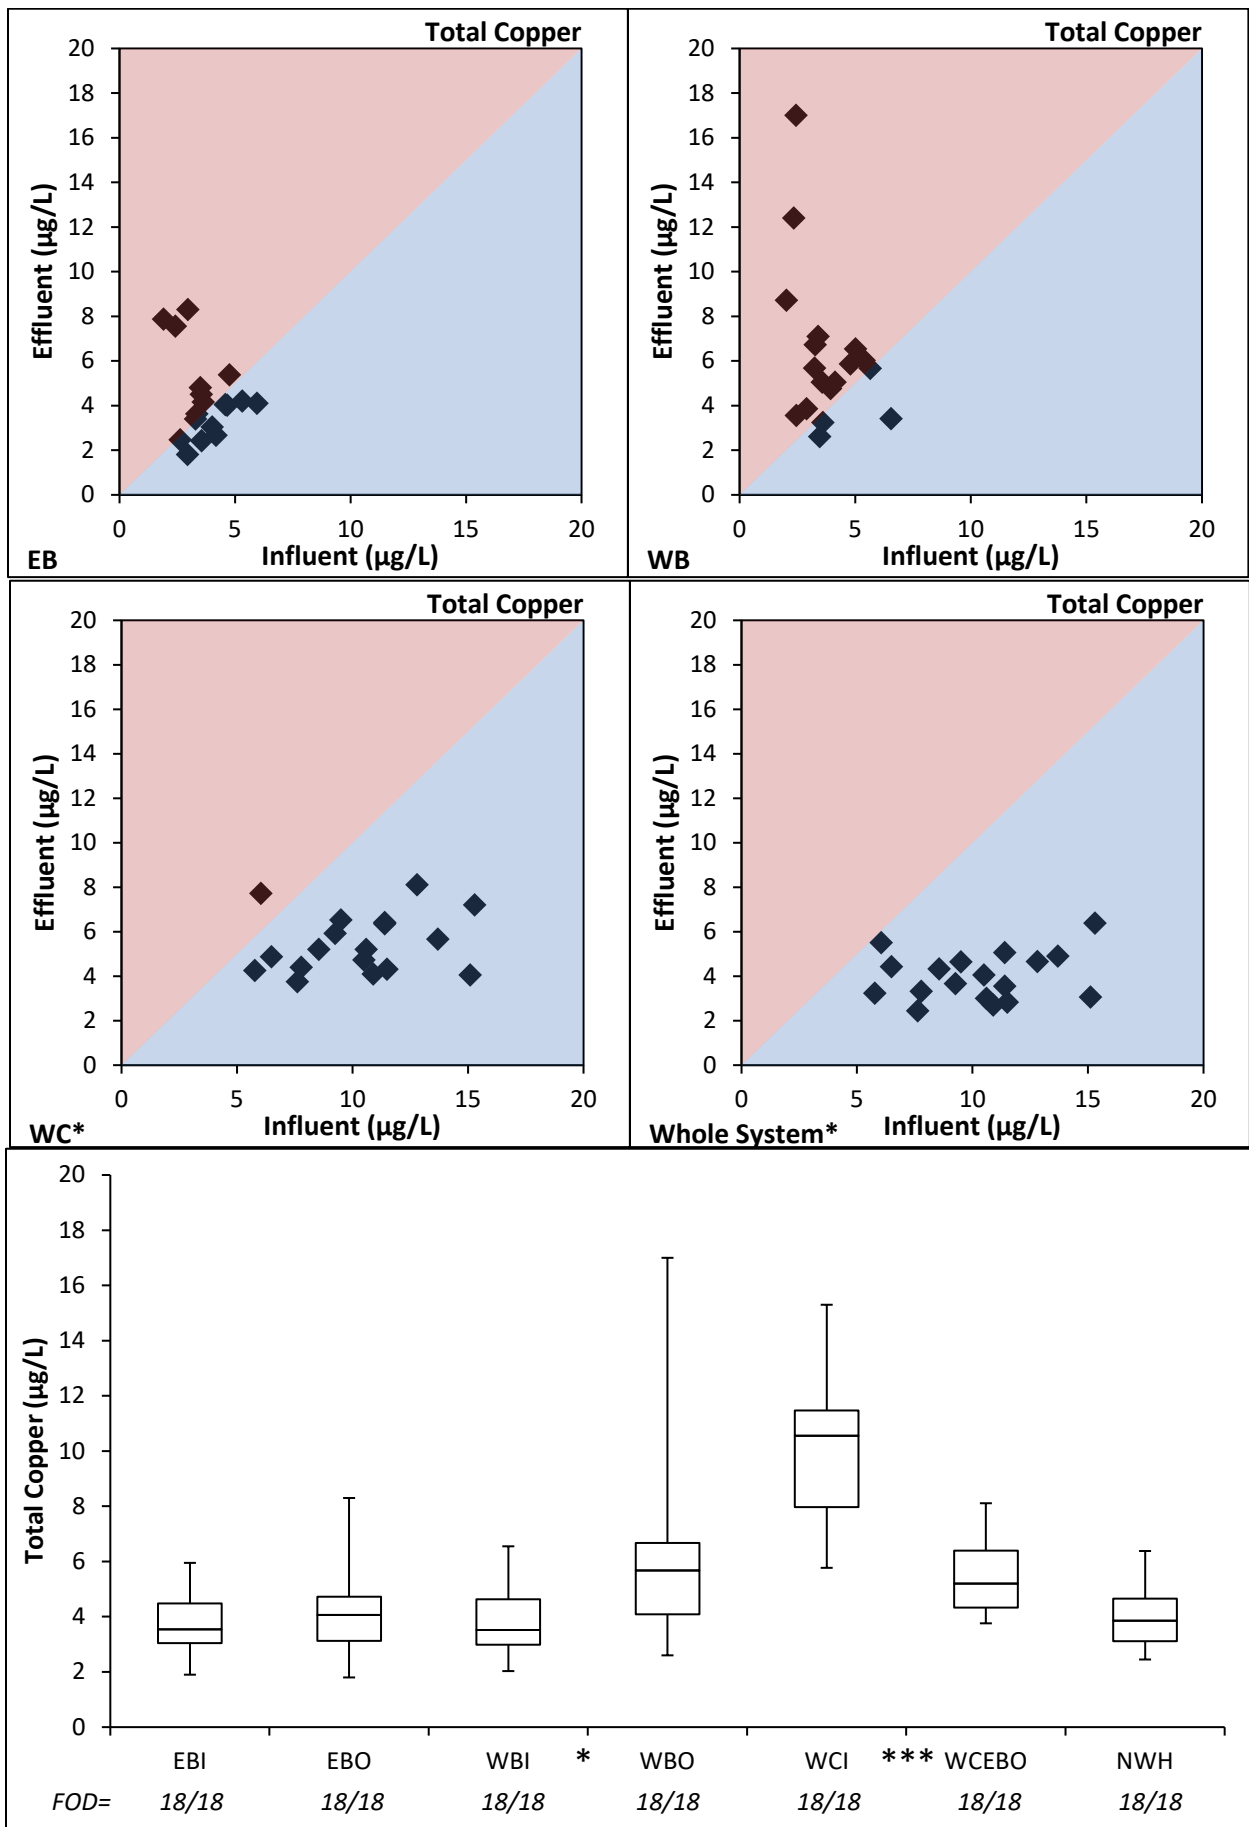 Total Copper
20
18
16
14
12
10
8
6
4
2
0
Effluent (µg/L)
0 5 10 15 20
Influent (µg/L)
EB
Total Copper
20
18
16
14
12
10
8
6
4
2
0
Effluent (µg/L)
0 5 10 15 20
Influent (µg/L)
WB
Total Copper
20
18
16
14
12
10
8
6
4
2
0
Effluent (µg/L)
0 5 10 15 20
Influent (µg/L)
WC*
Total Copper
20
18
16
14
12
10
8
6
4
2
0
Effluent (µg/L)
0 5 10 15 20
Influent (µg/L)
Whole System*
20
18
16
14
12
10
8
6
4
2
0
Total Copper (µg/L)
EBI EBO WBI * WBO WCI *** WCEBO NWH
FOD= 18/18 18/18 18/18 18/18 18/18 18/18 18/18